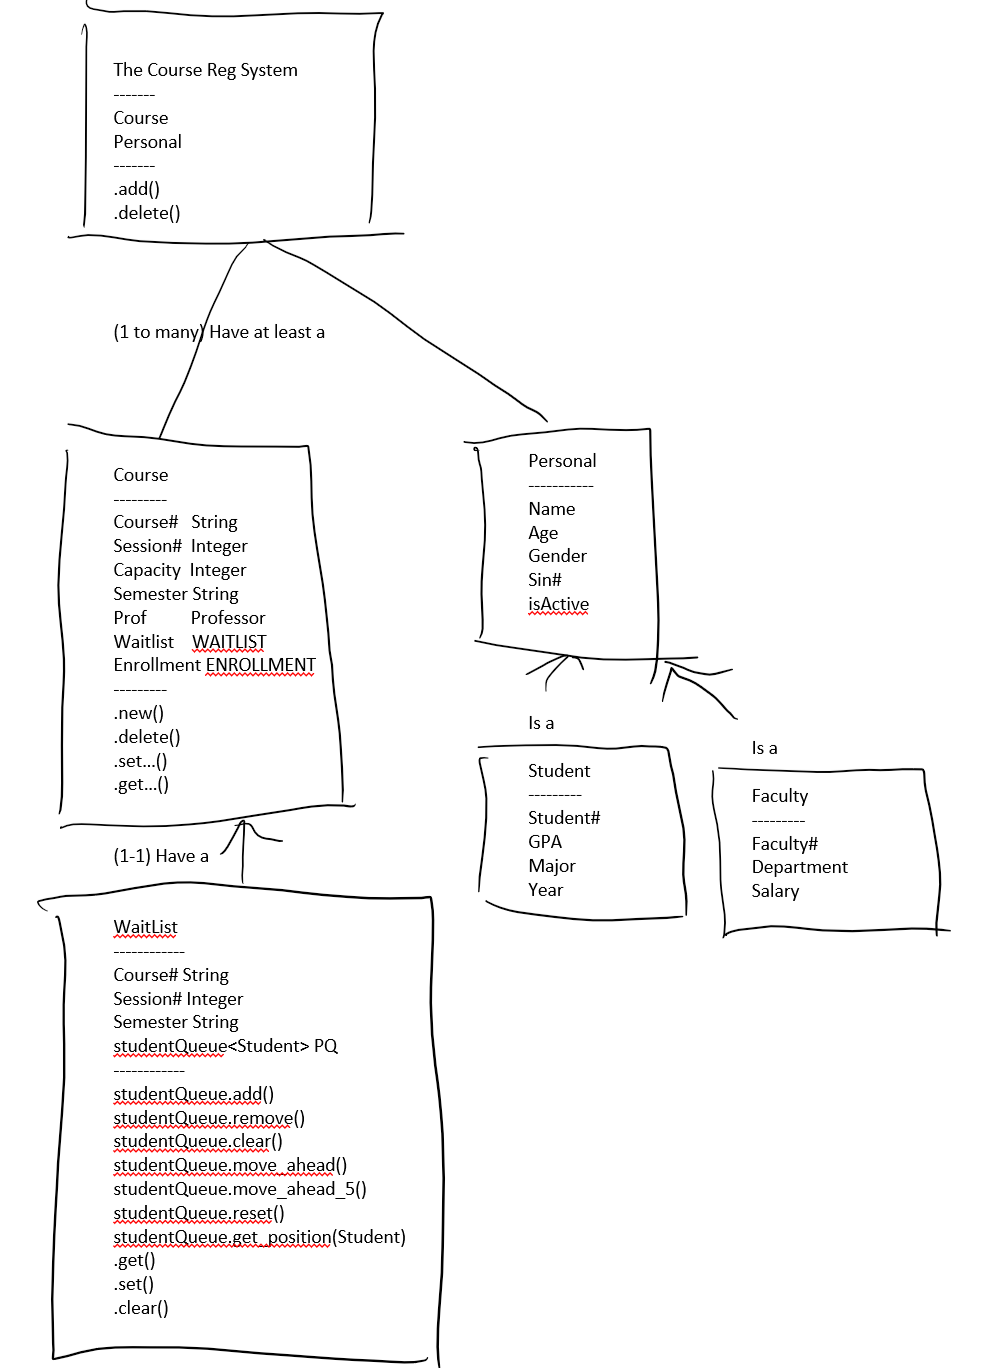 The Course Reg System
-------
Course
Personal
-------
.add()
.delete()
(1 to many) Have at least a
Course
---------
Course# String
Session# Integer
Capacity Integer
Semester String
Prof Professor
Waitlist WAITLIST
Enrollment ENROLLMENT
---------
.new()
.delete()
.set...()
.get...()
(1-1) Have a
WaitList
------------
Course# String
Session# Integer
Semester String
studentQueue<Student> PQ
------------
studentQueue.add()
studentQueue.remove()
studentQueue.clear()
studentQueue.move_ahead()
studentQueue.move_ahead_5()
studentQueue.reset()
studentQueue.get_position(Student)
.get()
.set()
.clear()
Personal
-----------
Name
Age
Gender
Sin#
isActive
Is a
Student
---------
Student#
GPA
Major
Year
Is a
Faculty
---------
Faculty#
Department
Salary